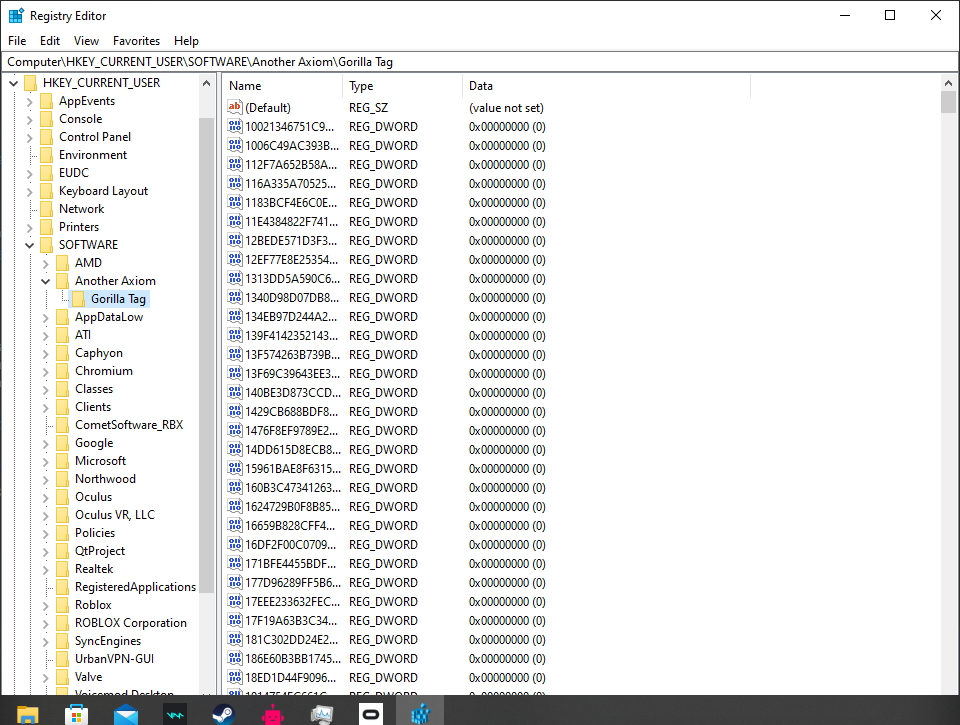 Registry Editor
File Edit View Favorites Help
Computer\HKEY_CURRENT_USER\SOFTWARE\Another Axiom\Gorilla Tag
HKEY_CURRENT_USER
AppEvents
Console
Control Panel
Environment
EUDC
Keyboard Layout
Network
Printers
SOFTWARE
AMD
Another Axiom
Gorilla Tag
AppDataLow
ATI
Caphyon
Chromium
Classes
Clients
CometSoftware_RBX
Google
Microsoft
Northwood
Oculus
Oculus VR, LLC
Policies
QtProject
Realtek
RegisteredApplications
Roblox
ROBLOX Corporation
SyncEngines
UrbanVPN-GUI
Valve
Voicemod Desktop
Name Type Data
(Default) REG_SZ (value not set)
10021346751C9... REG_DWORD 0x00000000 (0)
1006C49AC393B... REG_DWORD 0x00000000 (0)
112F7A652B58A... REG_DWORD 0x00000000 (0)
116A335A70525... REG_DWORD 0x00000000 (0)
1183BCF4E6C0E... REG_DWORD 0x00000000 (0)
11E4384822F741... REG_DWORD 0x00000000 (0)
12BEDE571D3F3... REG_DWORD 0x00000000 (0)
12EF77E8E25354... REG_DWORD 0x00000000 (0)
1313DD5A590C6... REG_DWORD 0x00000000 (0)
1340D98D07DB8... REG_DWORD 0x00000000 (0)
134EB97D244A2... REG_DWORD 0x00000000 (0)
139F4142352143... REG_DWORD 0x00000000 (0)
13F574263B739B... REG_DWORD 0x00000000 (0)
13F69C39643EE3... REG_DWORD 0x00000000 (0)
140BE3D873CCD... REG_DWORD 0x00000000 (0)
1429CB688BDF8... REG_DWORD 0x00000000 (0)
1476F8EF9789E2... REG_DWORD 0x00000000 (0)
14DD615D8ECB8... REG_DWORD 0x00000000 (0)
15961BAE8F6315... REG_DWORD 0x00000000 (0)
160B3C47341263... REG_DWORD 0x00000000 (0)
1624729B0F8B85... REG_DWORD 0x00000000 (0)
16659B828CFF4... REG_DWORD 0x00000000 (0)
16DF2F00C0709... REG_DWORD 0x00000000 (0)
171BFE4455BDF... REG_DWORD 0x00000000 (0)
177D96289FF5B6... REG_DWORD 0x00000000 (0)
17EEE233632FEC... REG_DWORD 0x00000000 (0)
17F19A63B3C34... REG_DWORD 0x00000000 (0)
181C302DD24E2... REG_DWORD 0x00000000 (0)
186E60B3BB1745... REG_DWORD 0x00000000 (0)
18ED1D4F9096... REG_DWORD 0x00000000 (0)
REG_DWORD 0x00000000 (0)